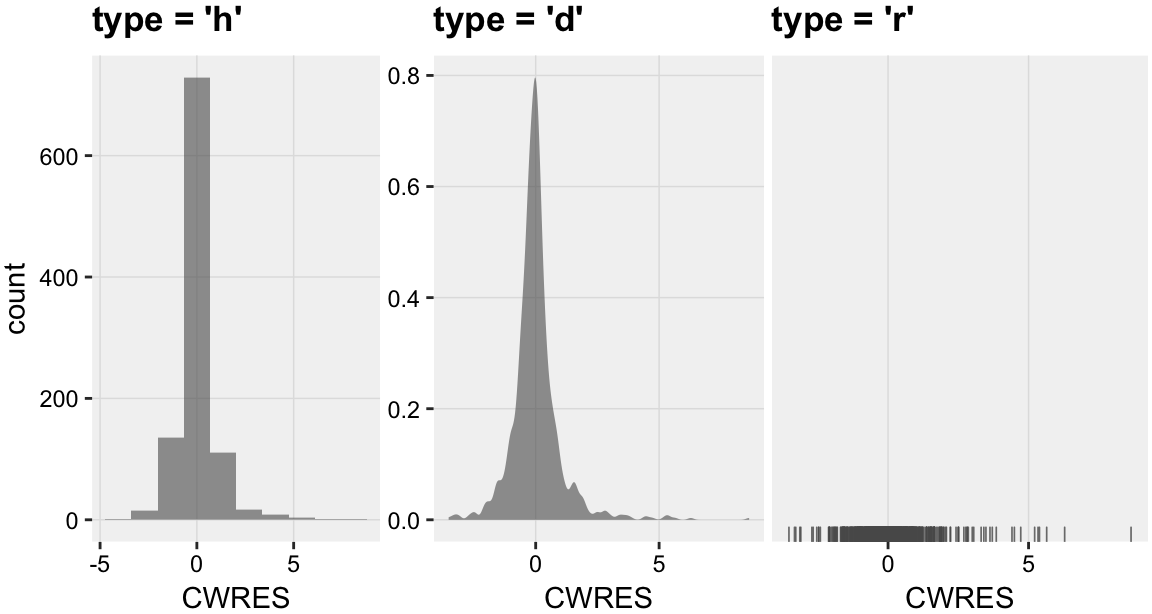 type = 'h'
count
600
400
200
0
-5 0 5
CWRES
type = 'd'
0.8
0.6
0.4
0.2
0.0
0 5
CWRES
type = 'r'
0 5
CWRES